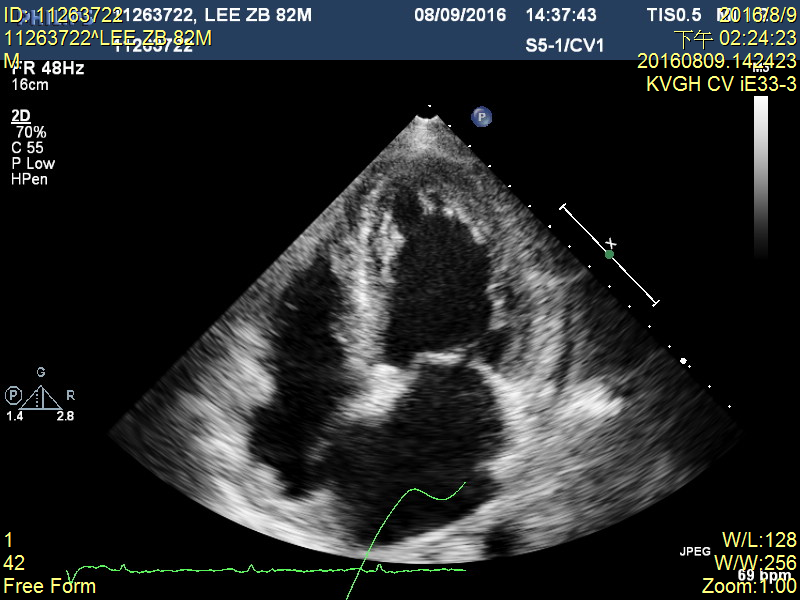 ID: 11263722
11263722, LEE ZB 82M
08/09/2016 14:37:43
TIS0.5
2016/8/9
11263722^LEE ZB 82M
11263722
S5-1/CV1
下午 02:24:23
M
FR 48Hz
20160809.142423
16cm
KVGH CV iE33-3
2D
70%
C 55
P Low
HPen
P
X
G
P R
1.4 2.8
1
42
Free Form
JPEG
W/L:128
W/W:256
69 bpm
Zoom:1.00